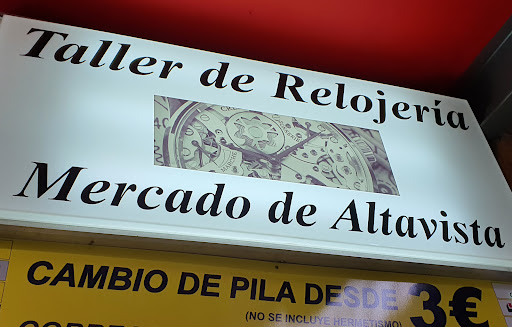 Taller de Relojería
Mercado de Altavista
CAMBIO DE PILA DESDE 3€
(NO SE INCLUYE HERMETISMO)